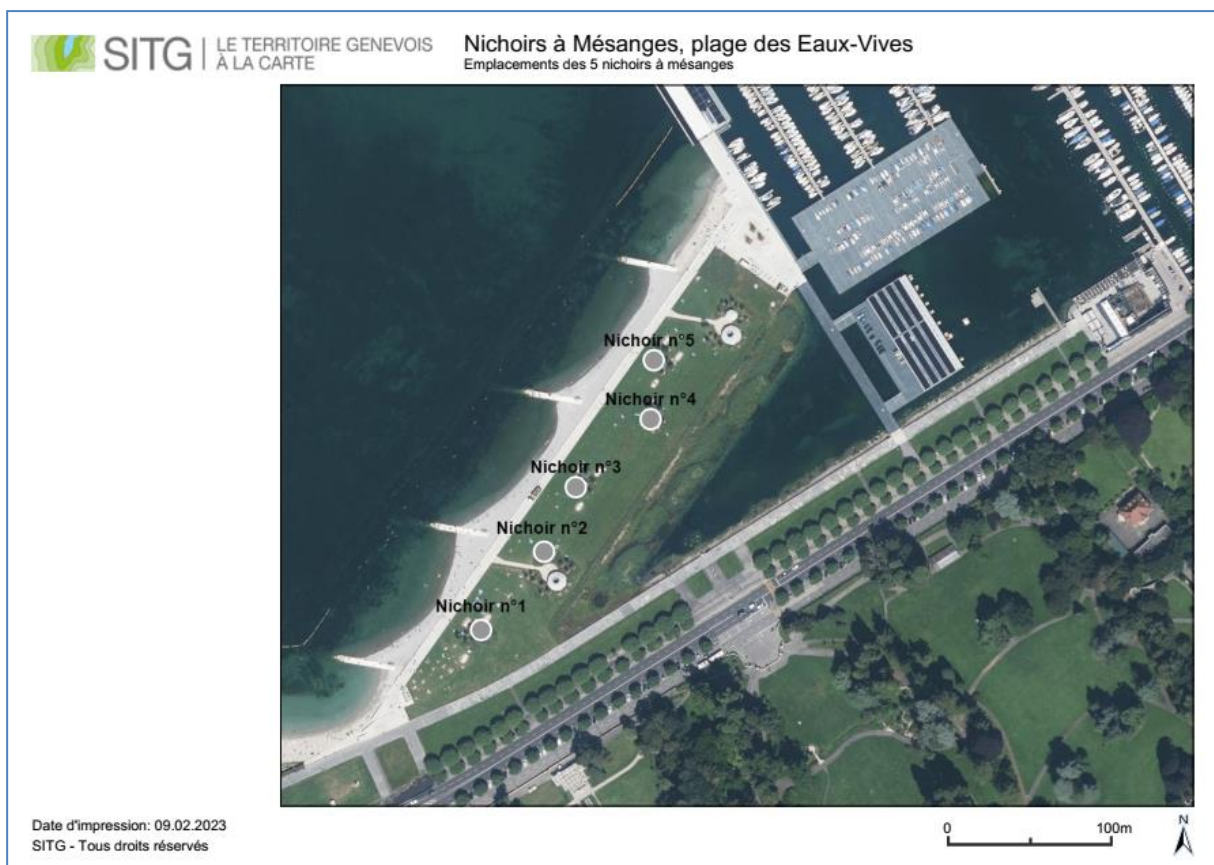 SITG
LE TERRITOIRE GENEVOIS
À LA CARTE
Nichoirs à Mésanges, plage des Eaux-Vives
Emplacements des 5 nichoirs à mésanges
Nichoir n°5
Nichoir n°4
Nichoir n°3
Nichoir n°2
Nichoir n°1
Date d'impression: 09.02.2023
SITG - Tous droits réservés
0
100m
N